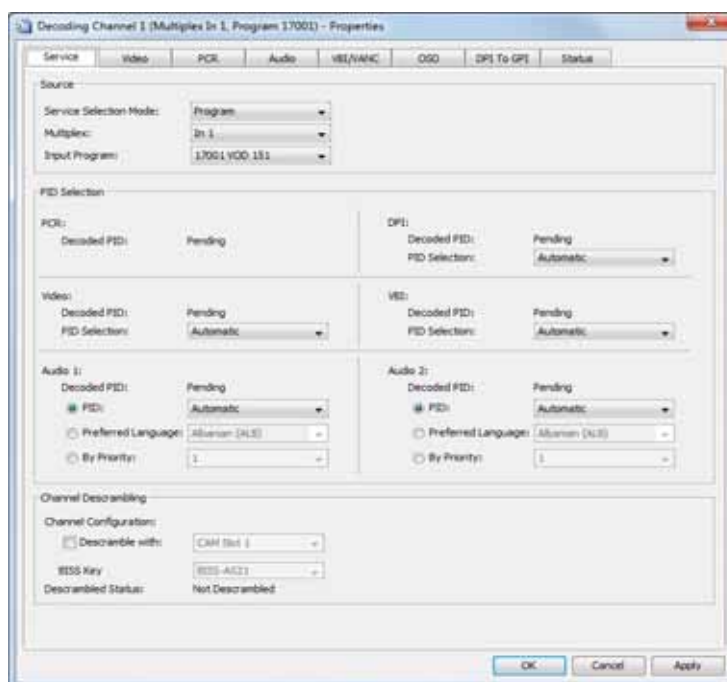 Decoding Channel 1 (Multiplex In 1, Program 17001) - Properties
Service Video PCR Audio VBI/VANC OSD DPI To GPI Status
Source
Service Selection Mode: Program
Multiplex: In 1
Input Program: 17001 VOD 151
PID Selection
PCR: DPI:
Decoded PID: Pending Decoded PID: Pending
PID Selection: Automatic
Video: VBI:
Decoded PID: Pending Decoded PID: Pending
PID Selection: Automatic PID Selection: Automatic
Audio 1: Audio 2:
Decoded PID: Pending Decoded PID: Pending
PID: Automatic PID: Automatic
Preferred Language: Albanian (ALB) Preferred Language: Albanian (ALB)
By Priority: 1 By Priority: 1
Channel Descrambling
Channel Configuration:
Descramble with: CAM Slot 1
BISS Key BISS-AS21
Descrambled Status: Not Descrambled
OK Cancel Apply